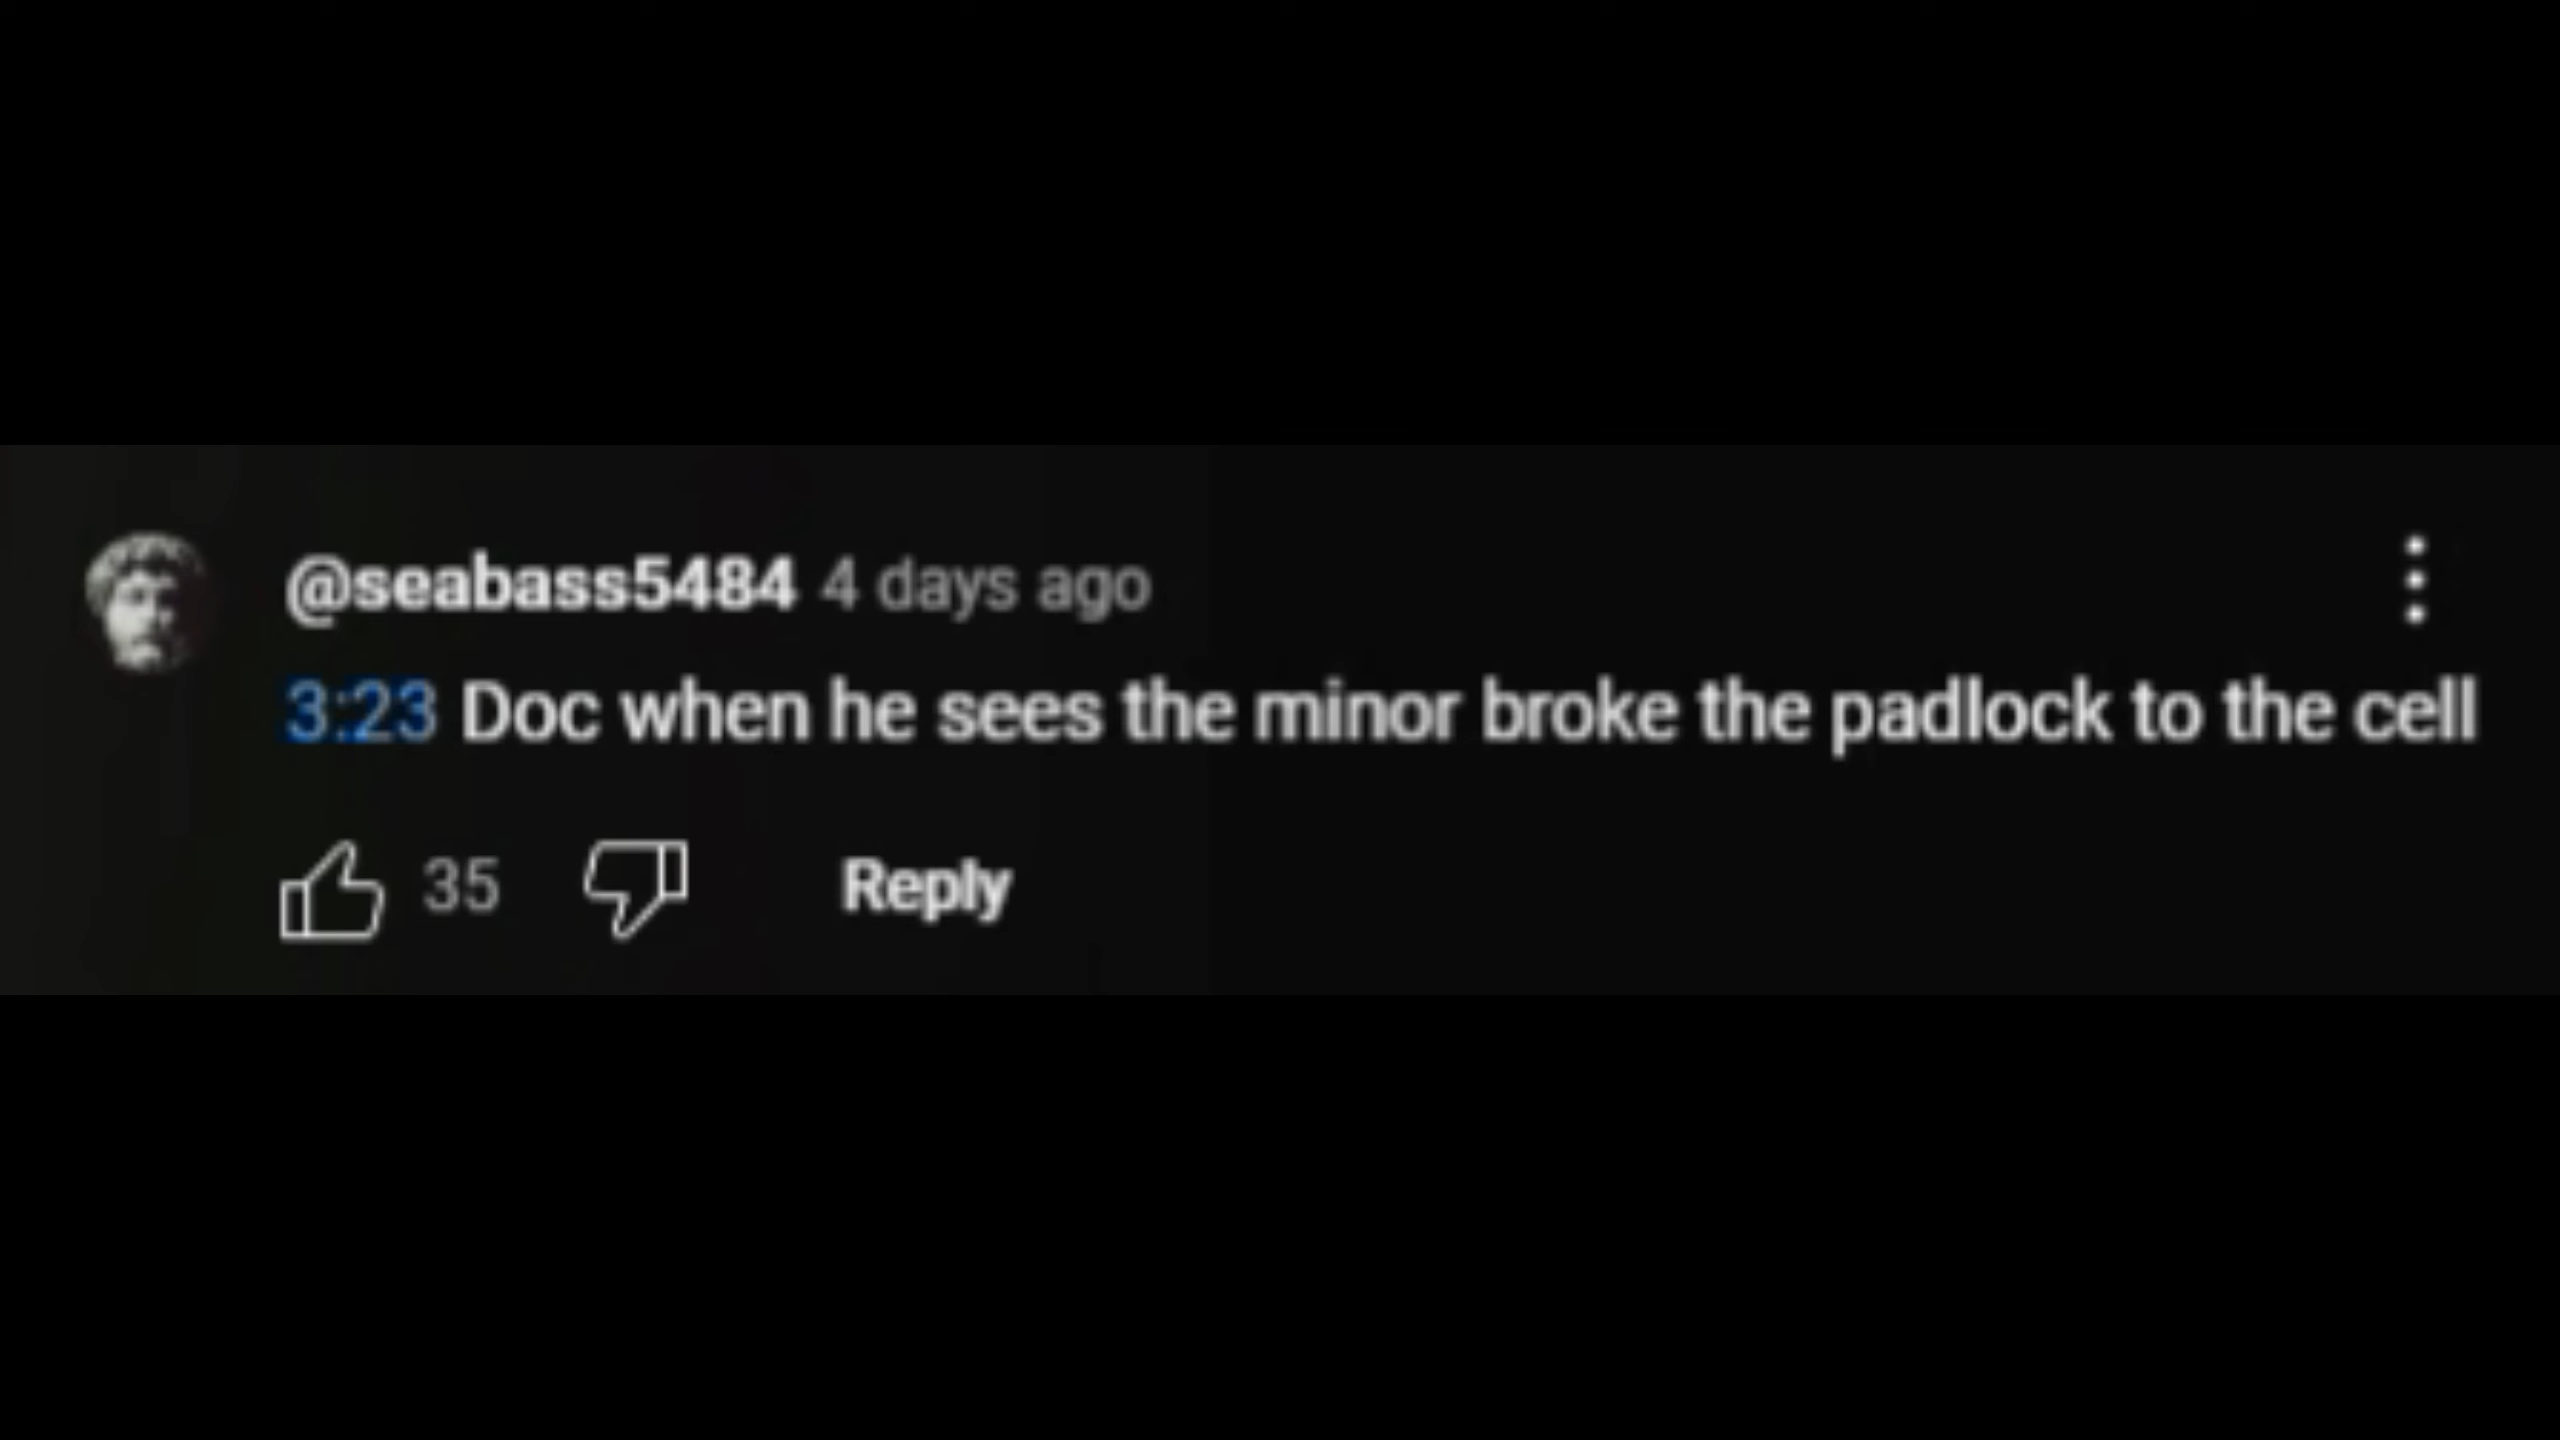 @seabass5484 4 days ago
3:23 Doc when he sees the minor broke the padlock to the cell
35 Reply